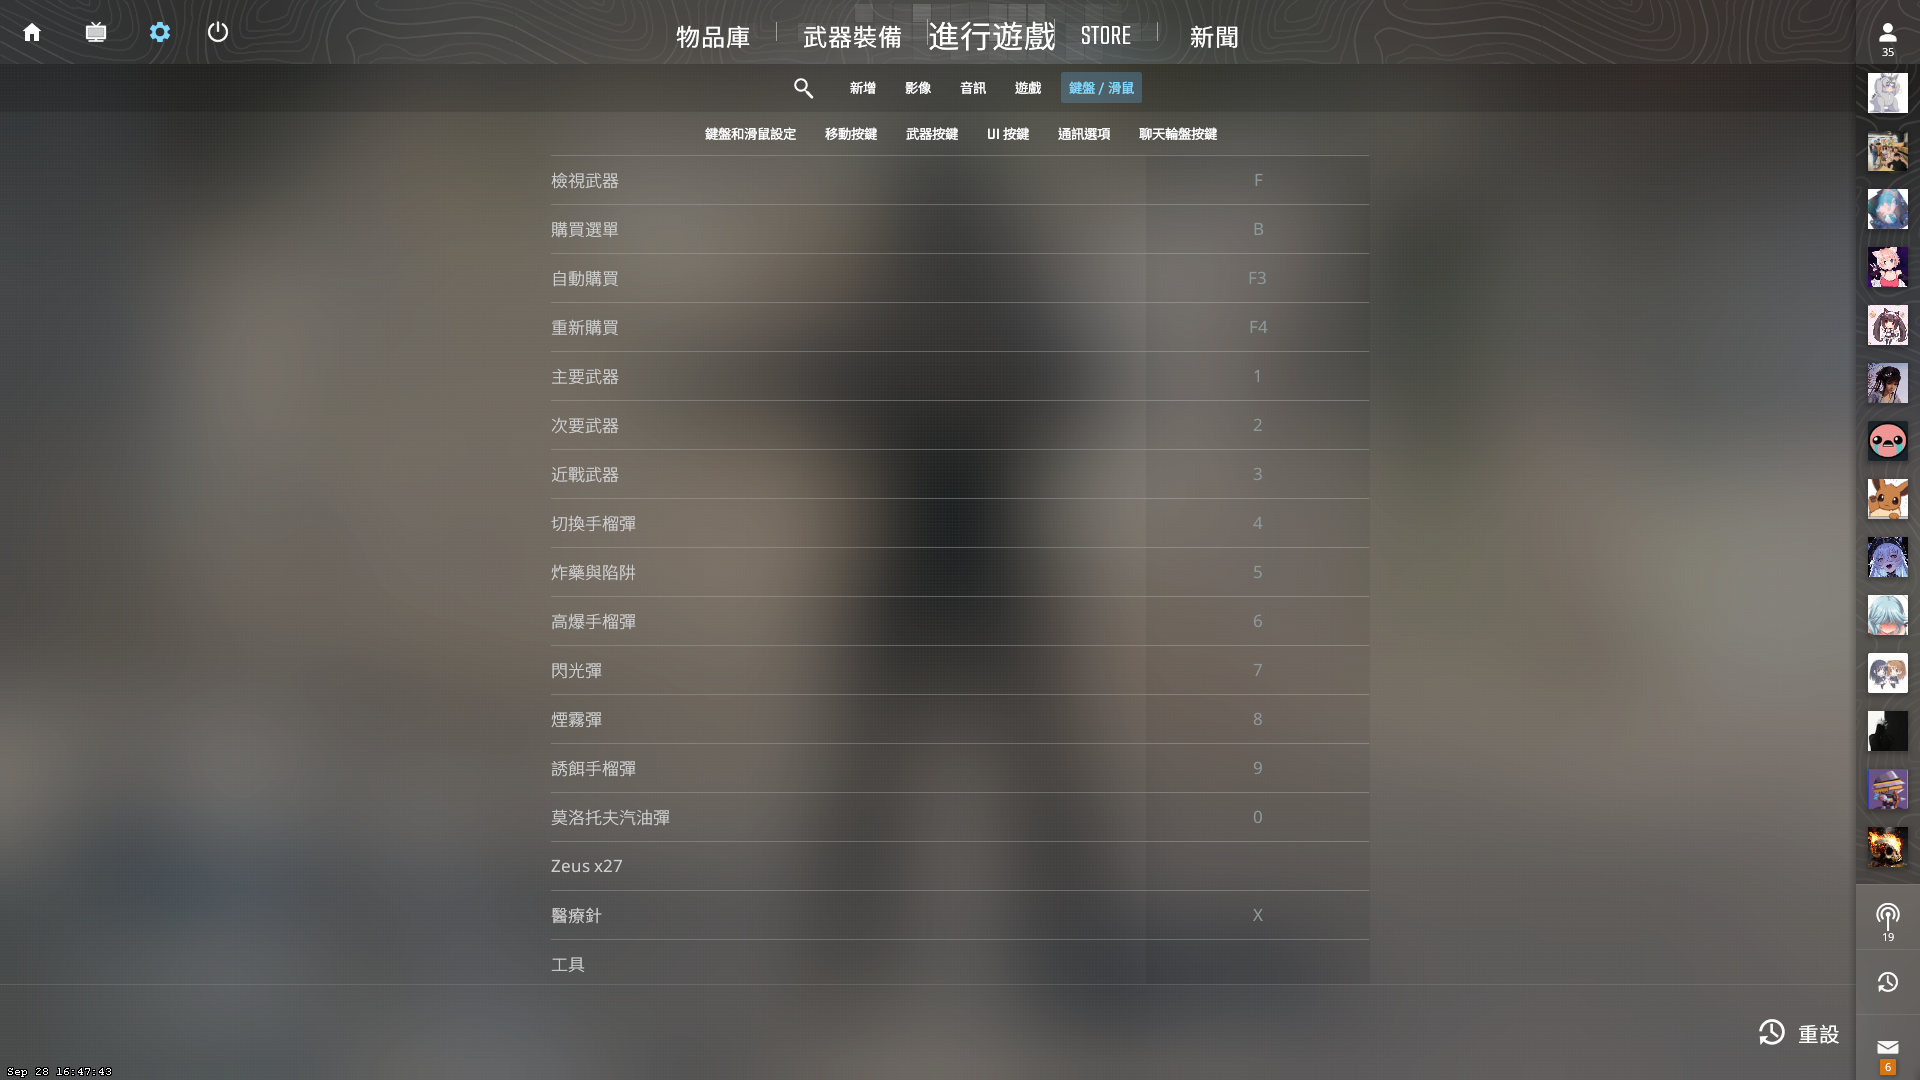 物品庫
武器裝備
進行遊戲
STORE
新聞
35
新增
影像
音訊
遊戲
鍵盤 / 滑鼠
鍵盤和滑鼠設定
移動按鍵
武器按鍵
UI 按鍵
通訊選項
聊天輪盤按鍵
檢視武器 F
購買選單 B
自動購買 F3
重新購買 F4
主要武器 1
次要武器 2
近戰武器 3
切換手榴彈 4
炸藥與陷阱 5
高爆手榴彈 6
閃光彈 7
煙霧彈 8
誘餌手榴彈 9
莫洛托夫汽油彈 0
Zeus x27
醫療針 X
工具
19
重設
6
Sep 28 16:47:43